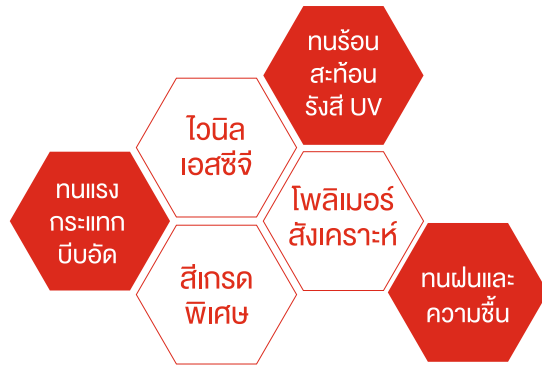 ทนร้อน
สะท้อน
รังสี UV
ไวนิล
เอสซีจี
โพลิเมอร์
สังเคราะห์
ทนแรง
กระแทก
บีบอัด
สีเกรด
พิเศษ
ทนฝนและ
ความชื้น